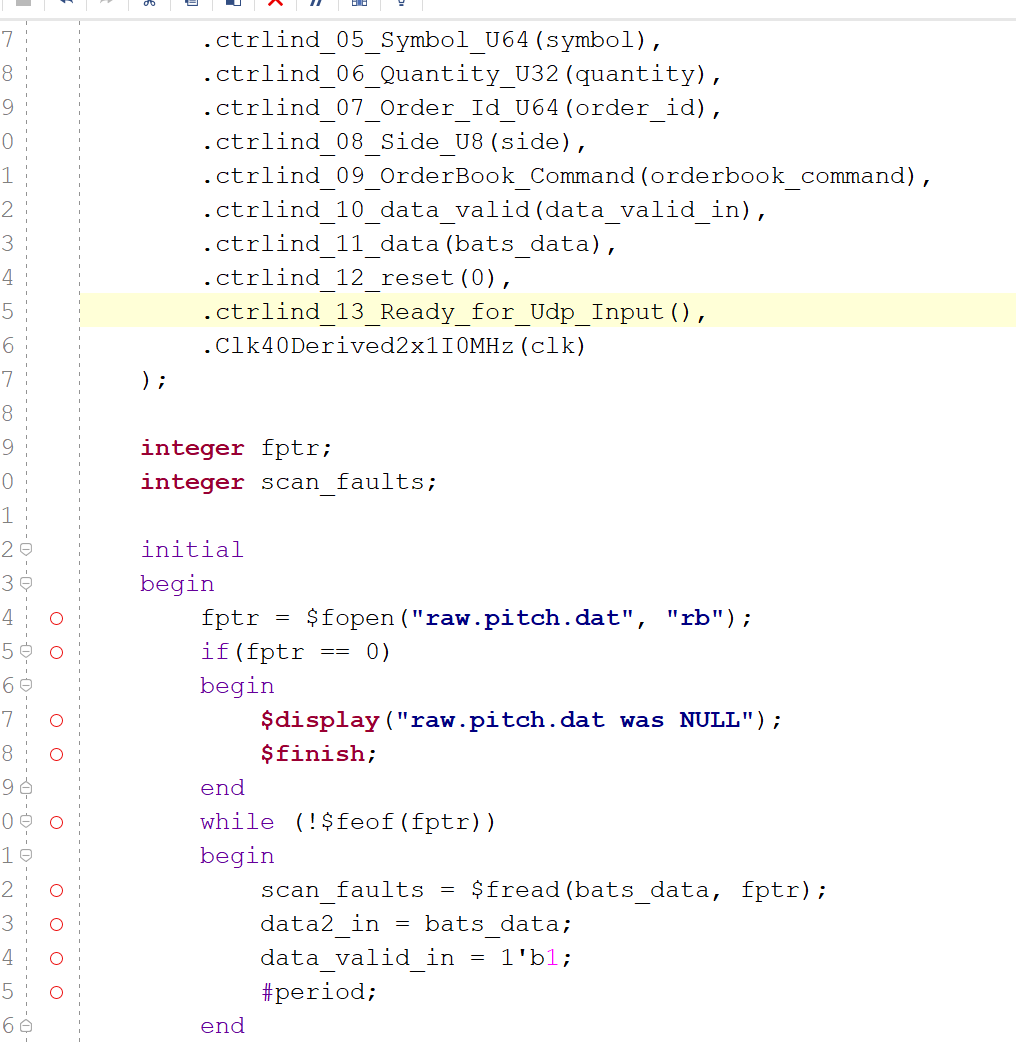 7 .ctrlind_05_Symbol_U64(symbol),
8 .ctrlind_06_Quantity_U32(quantity),
9 .ctrlind_07_Order_Id_U64(order_id),
0 .ctrlind_08_Side_U8(side),
1 .ctrlind_09_OrderBook_Command(orderbook_command),
2 .ctrlind_10_data_valid(data_valid_in),
3 .ctrlind_11_data(bats_data),
4 .ctrlind_12_reset(0),
5 .ctrlind_13_Ready_for_Udp_Input(),
6 .Clk40Derived2x1I0MHz(clk)
7 );
8
9 integer fptr;
0 integer scan_faults;
1
2 initial
3 begin
4 fptr = $fopen("raw.pitch.dat", "rb");
5 if(fptr == 0)
6 begin
7 $display("raw.pitch.dat was NULL");
8 $finish;
9 end
0 while (!$feof(fptr))
1 begin
2 scan_faults = $fread(bats_data, fptr);
3 data2_in = bats_data;
4 data_valid_in = 1'b1;
5 #period;
6 end